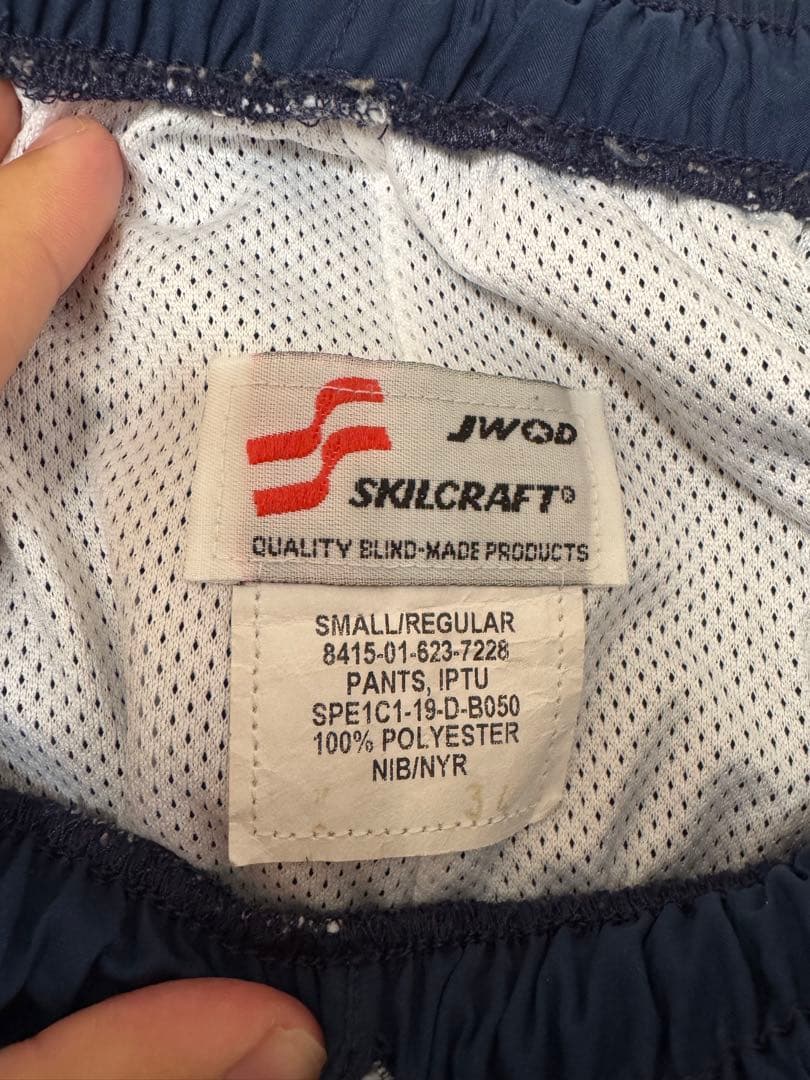 JWOD
SKILCRAFT®
QUALITY BLIND-MADE PRODUCTS
SMALL/REGULAR
8415-01-623-7228
PANTS, IPTU
SPE1C1-19-D-B050
100% POLYESTER
NIB/NYR